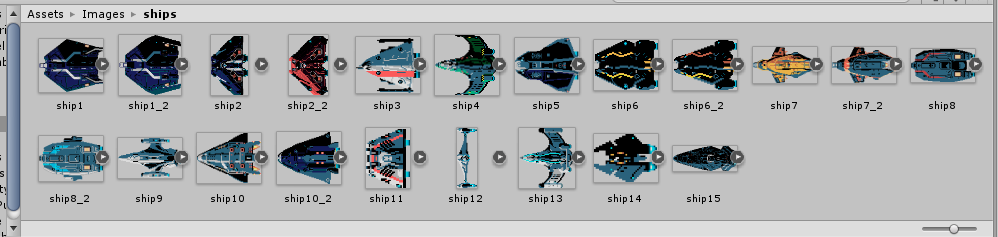 Assets ▸ Images ▸ ships
ship1 ship1_2 ship2 ship2_2 ship3 ship4 ship5 ship6 ship6_2 ship7 ship7_2 ship8
ship8_2 ship9 ship10 ship10_2 ship11 ship12 ship13 ship14 ship15